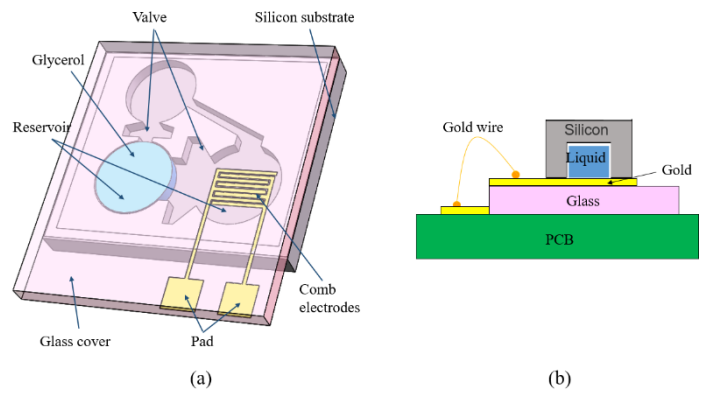 Valve
Silicon substrate
Glycerol
Reservoir
Comb
electrodes
Glass cover
Pad
(a)
Gold wire
Silicon
Liquid
Gold
Glass
PCB
(b)